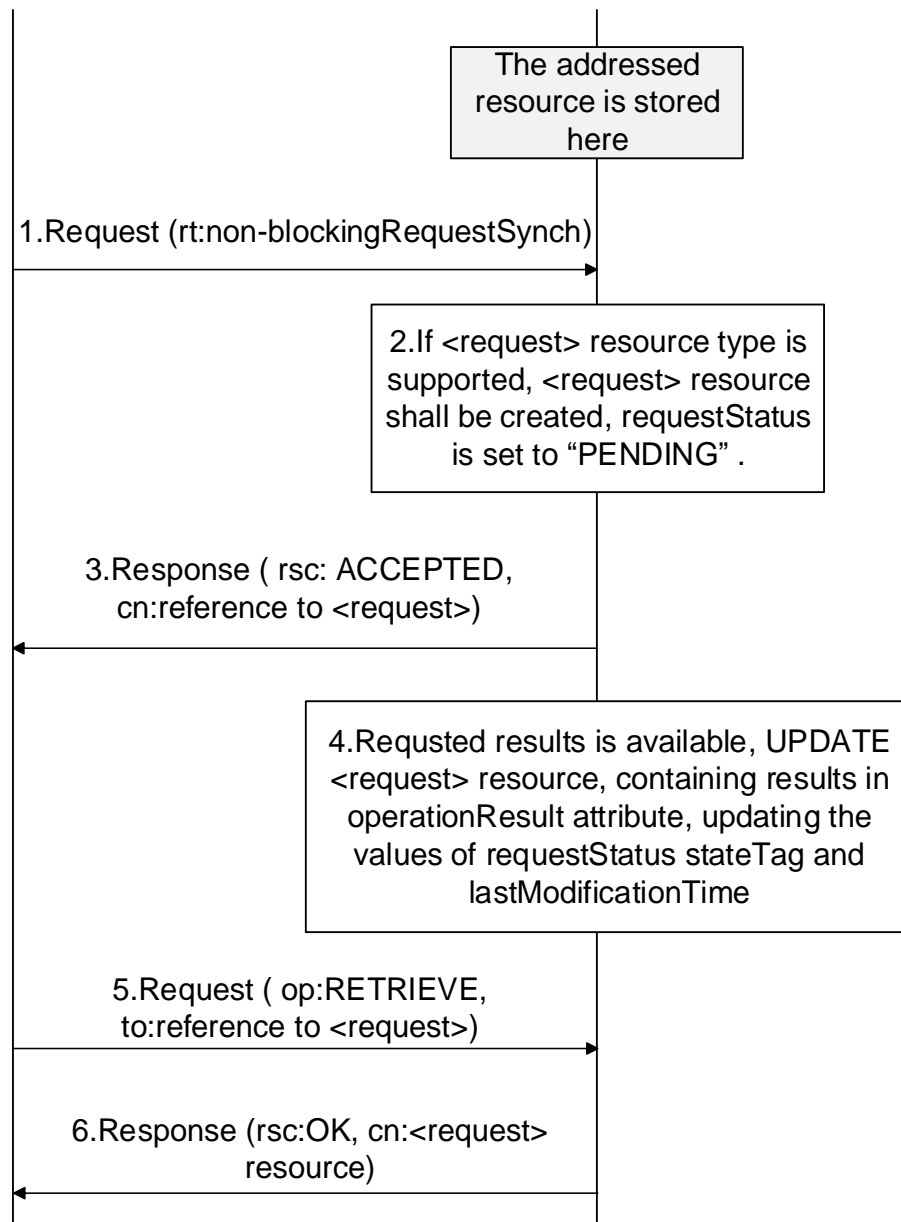 The addressed
resource is stored
here
1.Request (rt:non-blockingRequestSynch)
2.If <request> resource type is
supported, <request> resource
shall be created, requestStatus
is set to “PENDING” .
3.Response ( rsc: ACCEPTED,
cn:reference to <request>)
4.Requsted results is available, UPDATE
<request> resource, containing results in
operationResult attribute, updating the
values of requestStatus stateTag and
lastModificationTime
5.Request ( op:RETRIEVE,
to:reference to <request>)
6.Response (rsc:OK, cn:<request>
resource)